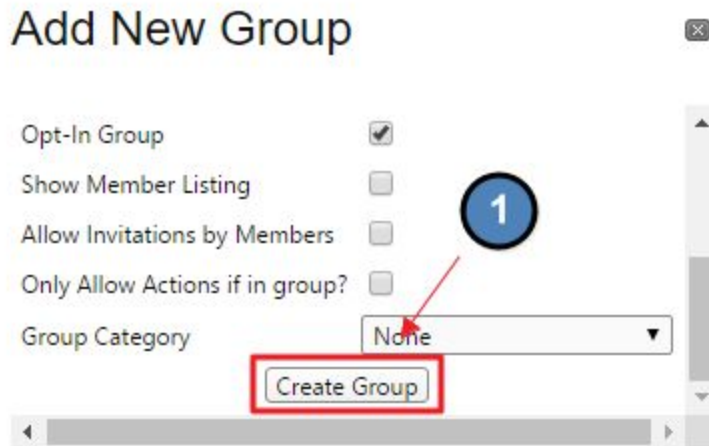 Add New Group
Opt-In Group
Show Member Listing
1
Allow Invitations by Members
Only Allow Actions if in group?
Group Category None
Create Group